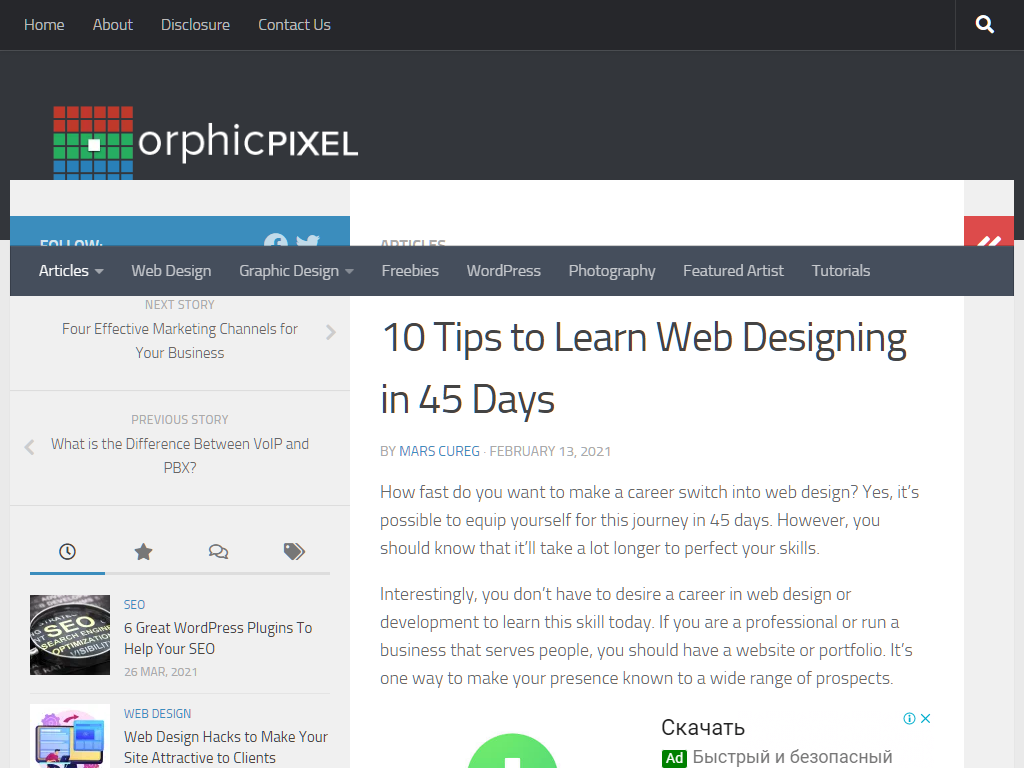 Home About Disclosure Contact Us
orphicPIXEL
FOLLOW:
ARTICLES
Articles Web Design Graphic Design Freebies WordPress Photography Featured Artist Tutorials
NEXT STORY
Four Effective Marketing Channels for
Your Business
PREVIOUS STORY
What is the Difference Between VoIP and
PBX?
SEO
SEARCH ENGINE
OPTIMIZATION
VISIBILITY
SEO
6 Great WordPress Plugins To
Help Your SEO
26 MAR, 2021
WEB DESIGN
Web Design Hacks to Make Your
Site Attractive to Clients
10 Tips to Learn Web Designing
in 45 Days
BY MARS CUREG · FEBRUARY 13, 2021
How fast do you want to make a career switch into web design? Yes, it’s
possible to equip yourself for this journey in 45 days. However, you
should know that it’ll take a lot longer to perfect your skills.
Interestingly, you don’t have to desire a career in web design or
development to learn this skill today. If you are a professional or run a
business that serves people, you should have a website or portfolio. It’s
one way to make your presence known to a wide range of prospects.
Скачать
Ad Быстрый и безопасный